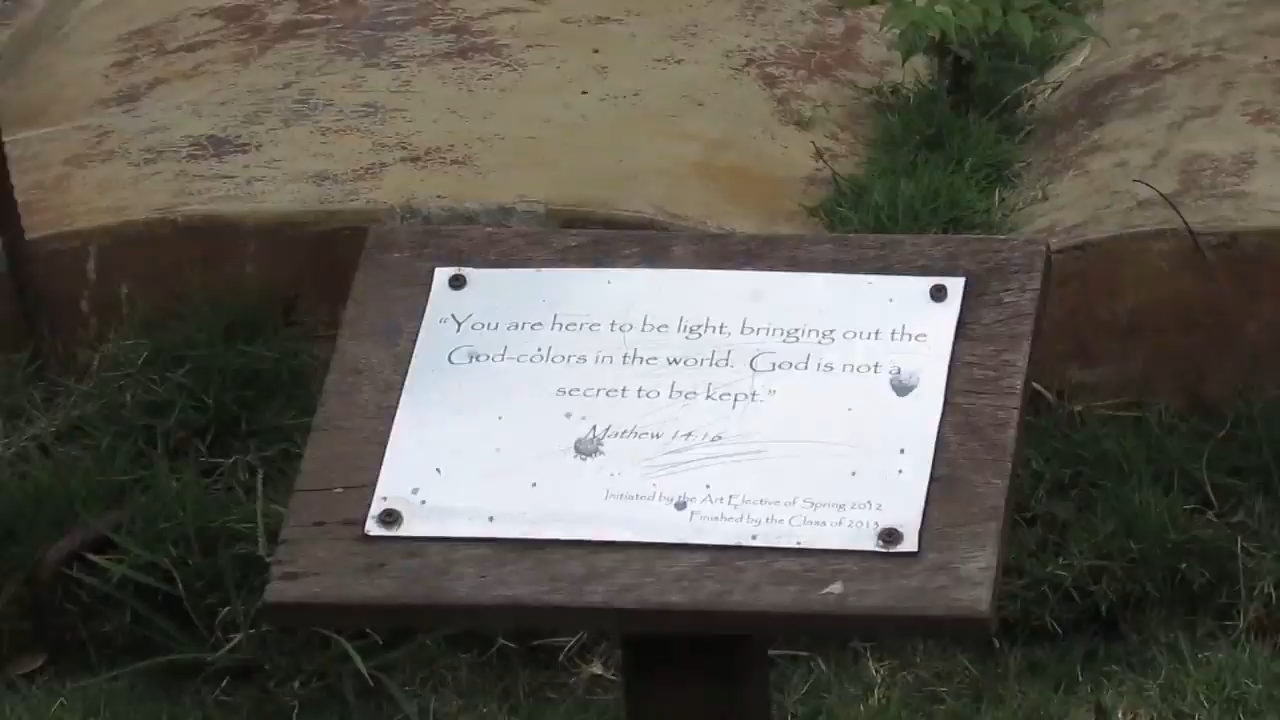 “You are here to be light, bringing out the
God-colors in the world. God is not a
secret to be kept.”
Mathew 14:16
Initiated by the Art Elective of Spring 2012
Finished by the Class of 2013